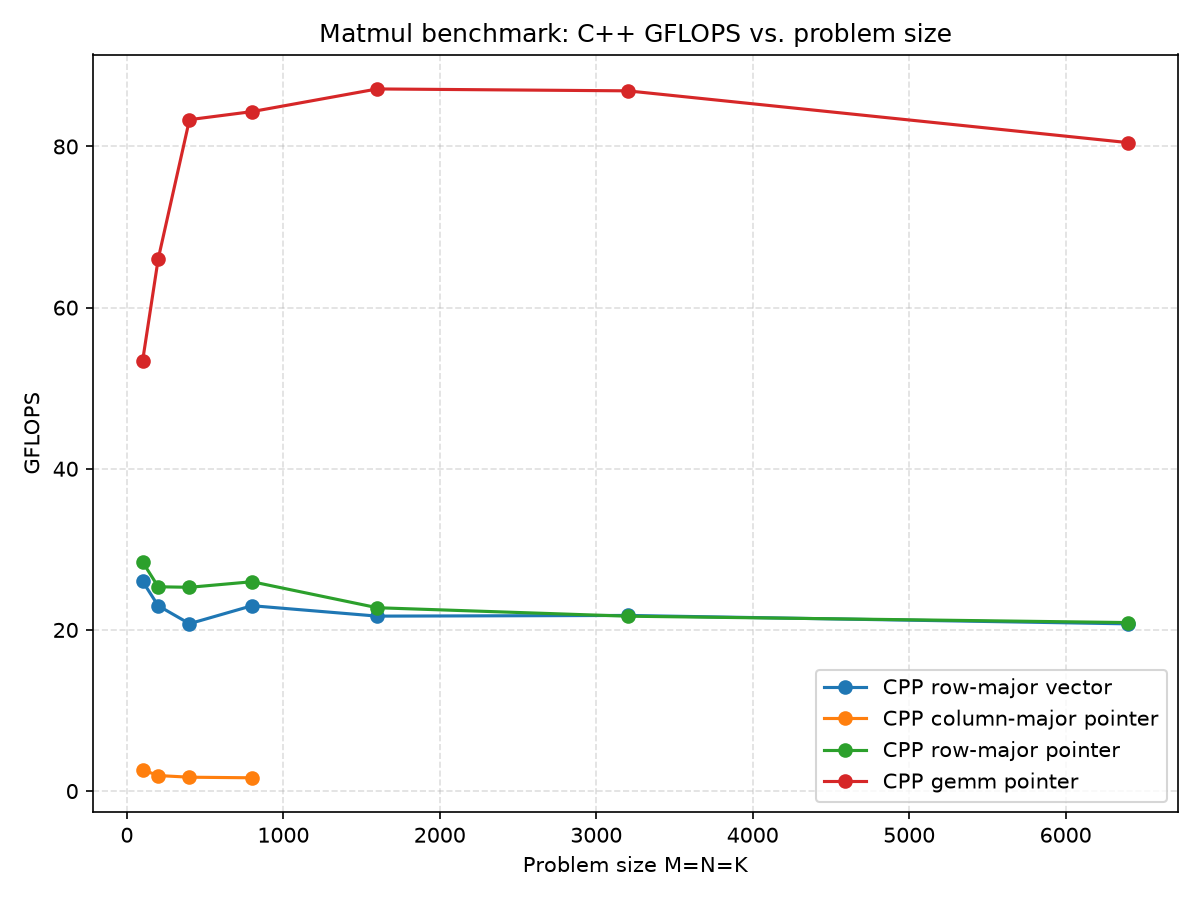 Matmul benchmark: C++ GFLOPS vs. problem size
GFLOPS
80
60
40
20
0
0 1000 2000 3000 4000 5000 6000
Problem size M=N=K
CPP row-major vector
CPP column-major pointer
CPP row-major pointer
CPP gemm pointer